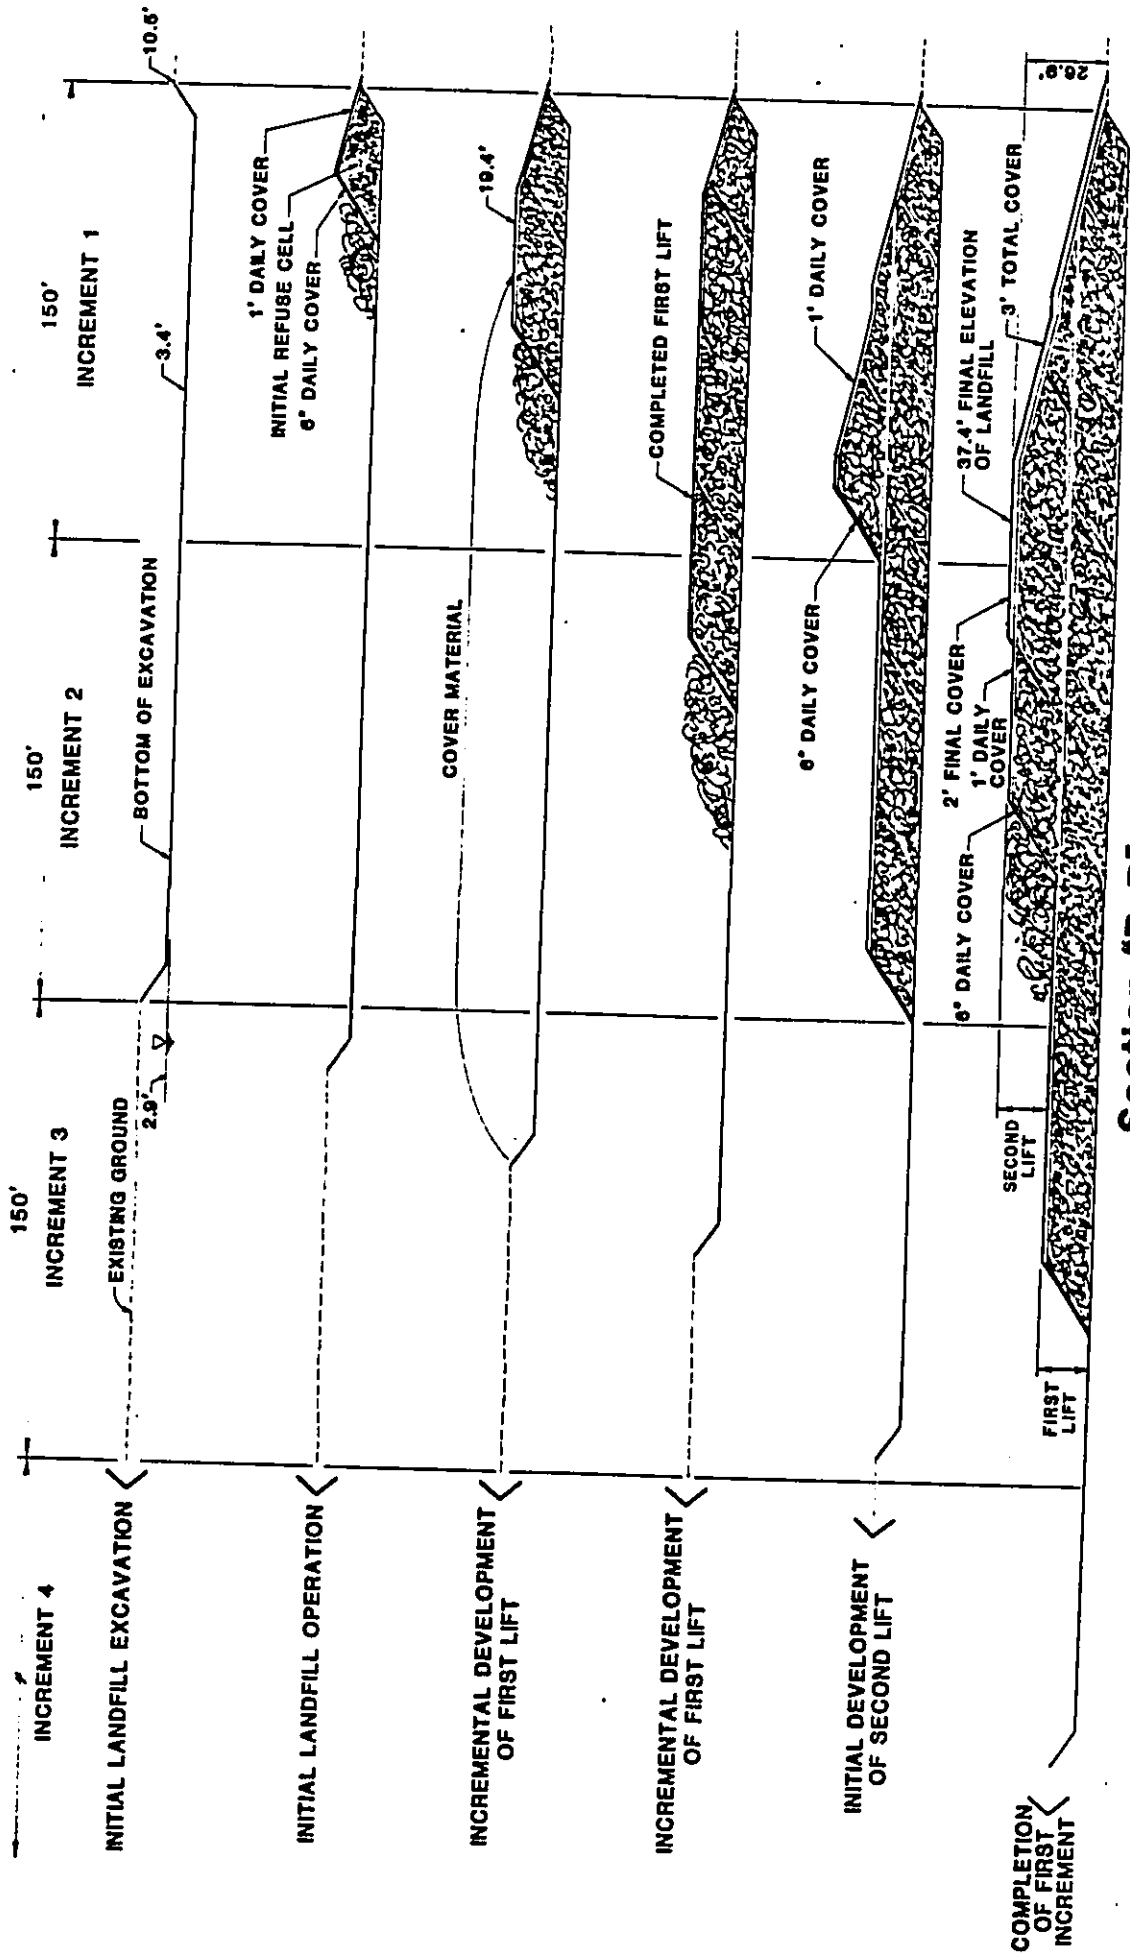 INCREMENT 4
150'
INCREMENT 3
150'
INCREMENT 2
150'
INCREMENT 1
INITIAL LANDFILL EXCAVATION
EXISTING GROUND
2.9'
BOTTOM OF EXCAVATION
3.4'
10.5'
INITIAL LANDFILL OPERATION
1' DAILY COVER
INITIAL REFUSE CELL
6" DAILY COVER
INCREMENTAL DEVELOPMENT
OF FIRST LIFT
COVER MATERIAL
19.4'
INCREMENTAL DEVELOPMENT
OF FIRST LIFT
COMPLETED FIRST LIFT
INITIAL DEVELOPMENT
OF SECOND LIFT
6" DAILY COVER
1' DAILY COVER
COMPLETION
OF FIRST
INCREMENT
FIRST
LIFT
SECOND
LIFT
6" DAILY COVER
2' FINAL COVER
1' DAILY
COVER
37.4' FINAL ELEVATION
OF LANDFILL
3' TOTAL COVER
26.9'